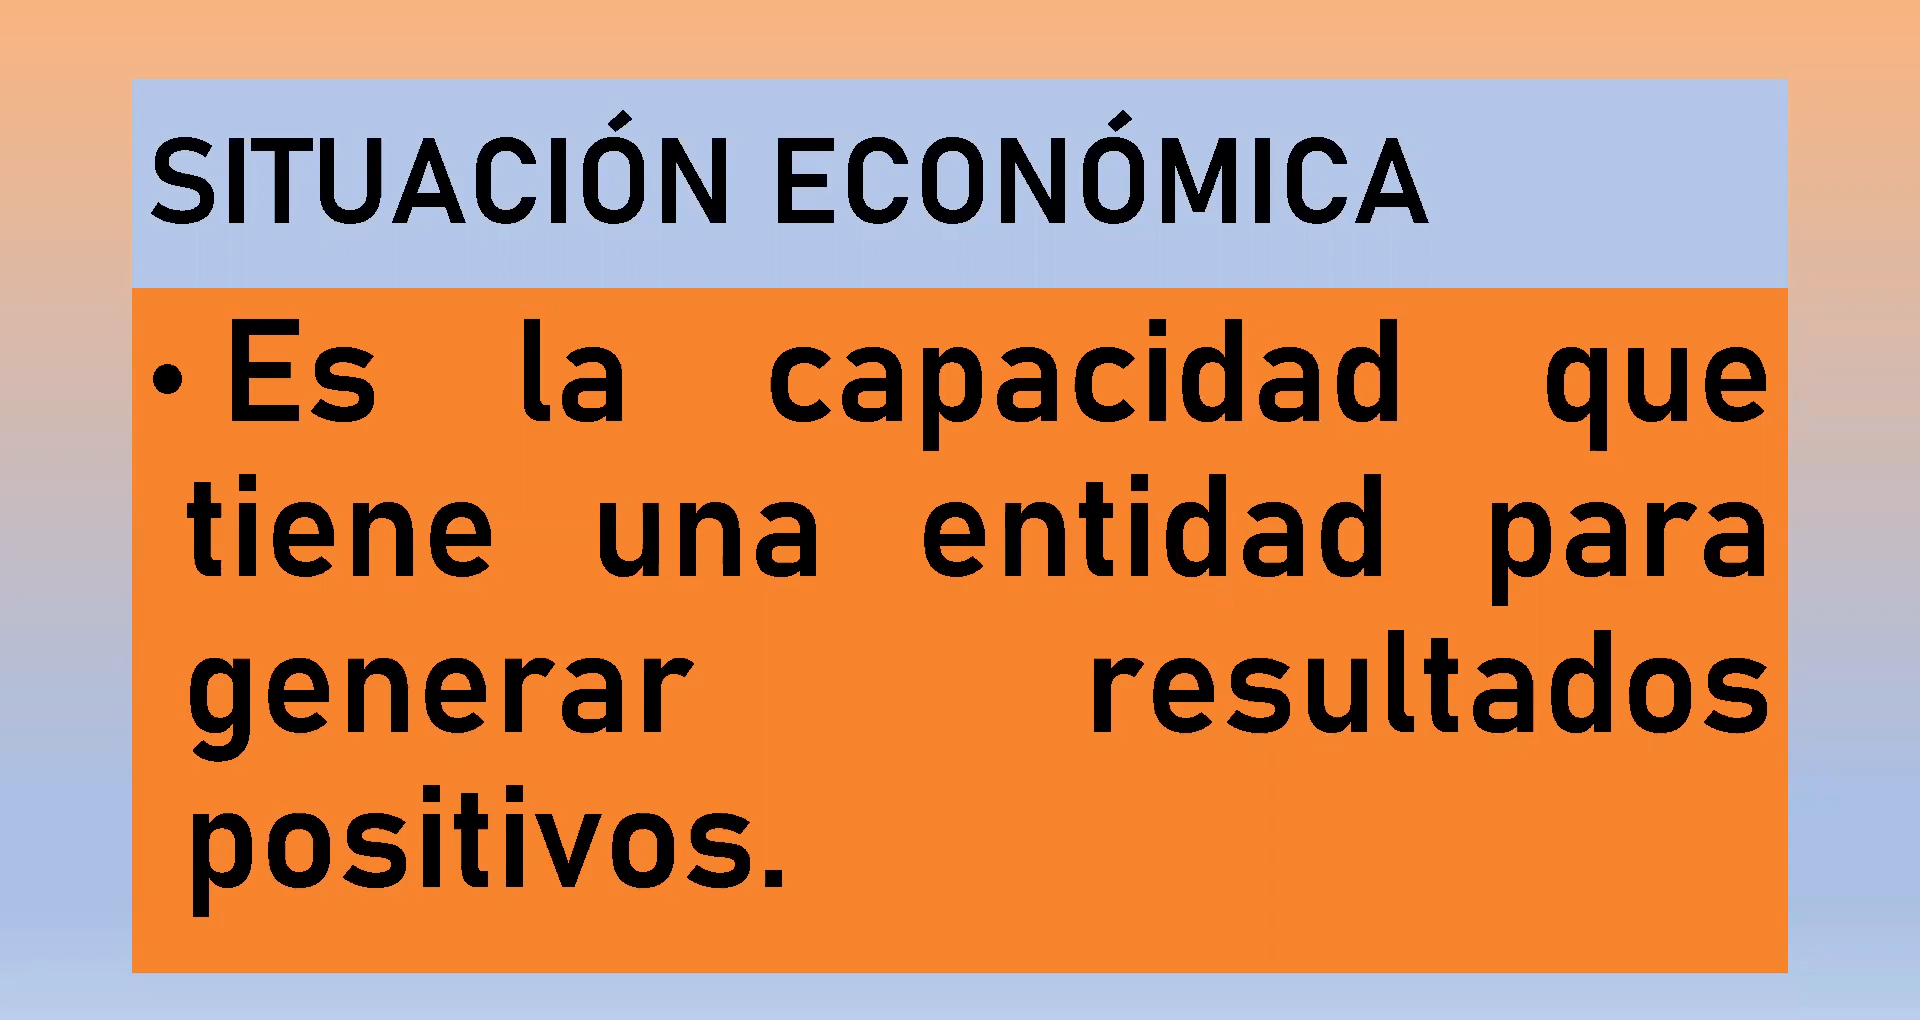 SITUACIÓN ECONÓMICA
• Es la capacidad que
tiene una entidad para
generar resultados
positivos.